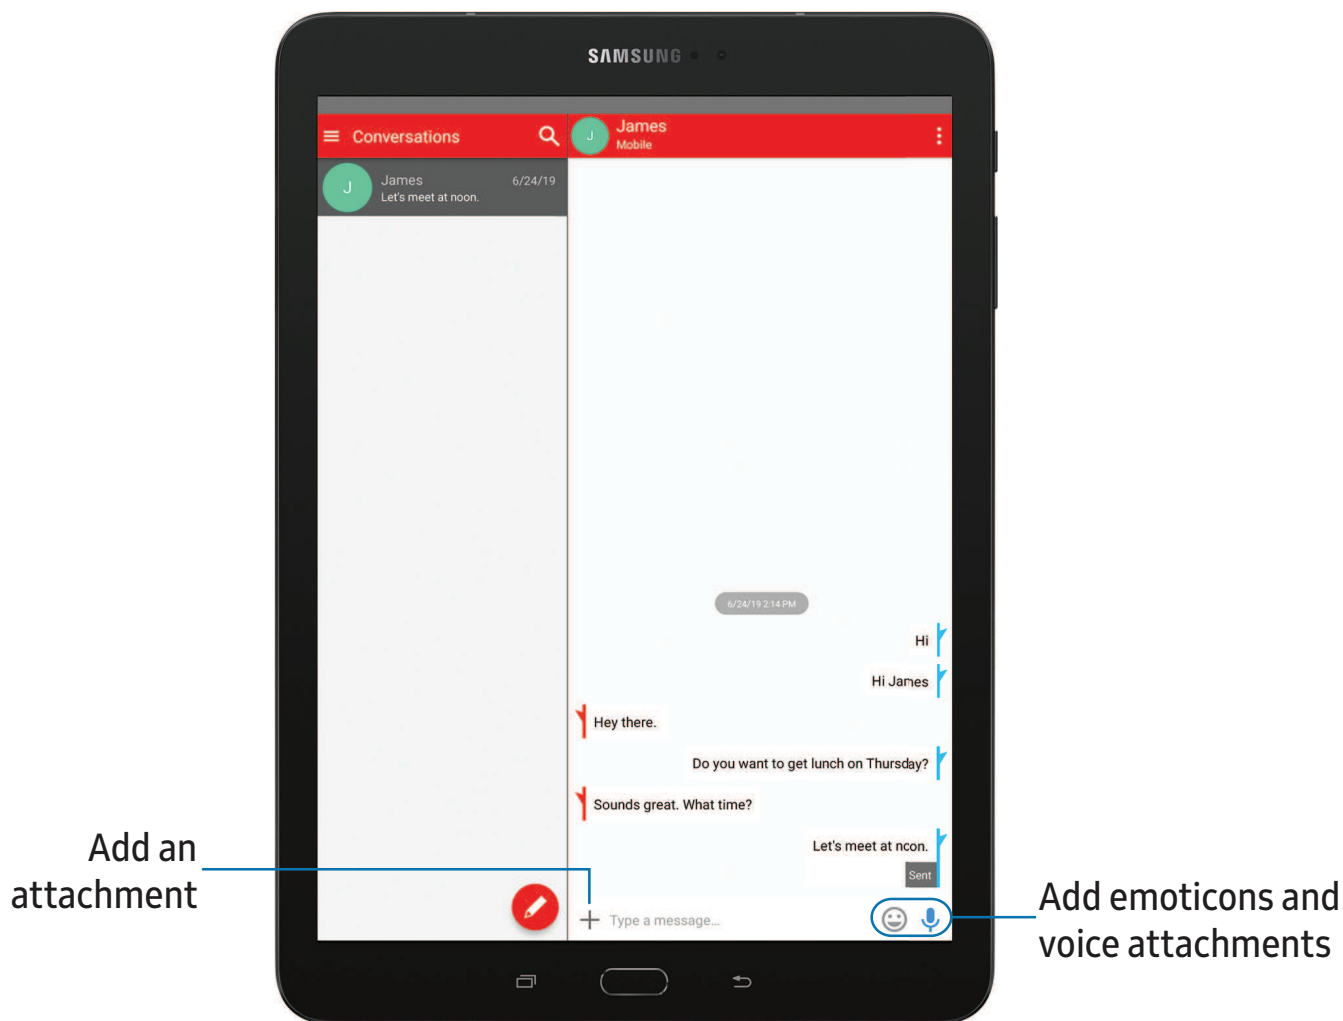 SAMSUNG
Conversations
James
6/24/19
Let's meet at noon.
J
J
James
Mobile
6/24/19 2:14 PM
Hi
Hi James
Hey there.
Do you want to get lunch on Thursday?
Sounds great. What time?
Let's meet at noon.
Sent
Type a message...
Add an
attachment
Add emoticons and
voice attachments